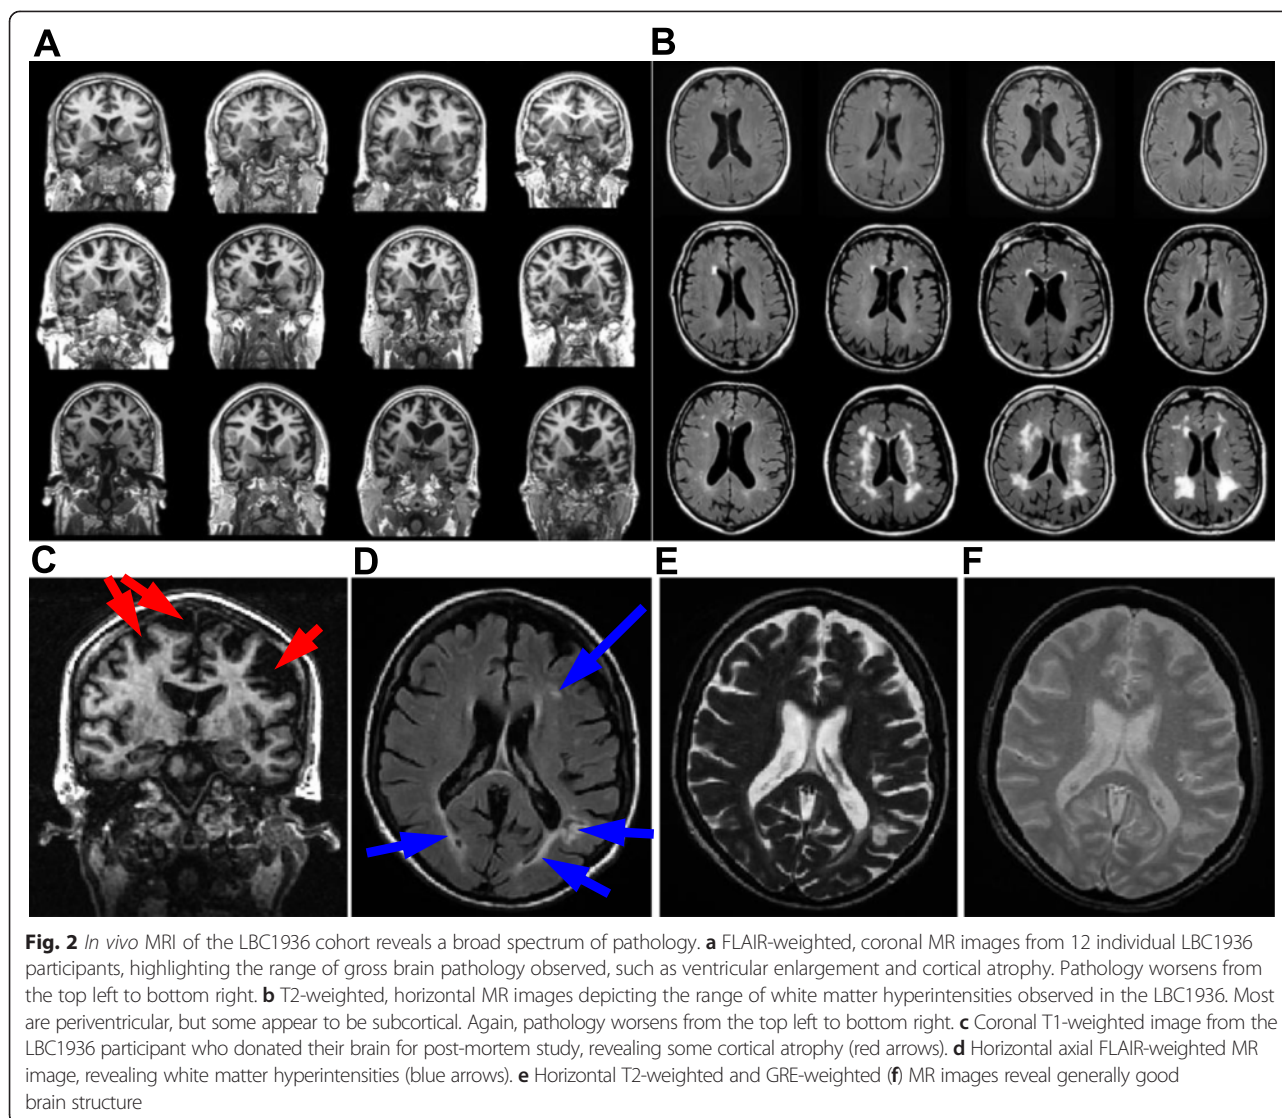 A
B
C
D
E
F
Fig. 2 In vivo MRI of the LBC1936 cohort reveals a broad spectrum of pathology. a FLAIR-weighted, coronal MR images from 12 individual LBC1936
participants, highlighting the range of gross brain pathology observed, such as ventricular enlargement and cortical atrophy. Pathology worsens from
the top left to bottom right. b T2-weighted, horizontal MR images depicting the range of white matter hyperintensities observed in the LBC1936. Most
are periventricular, but some appear to be subcortical. Again, pathology worsens from the top left to bottom right. c Coronal T1-weighted image from the
LBC1936 participant who donated their brain for post-mortem study, revealing some cortical atrophy (red arrows). d Horizontal axial FLAIR-weighted MR
image, revealing white matter hyperintensities (blue arrows). e Horizontal T2-weighted and GRE-weighted (f) MR images reveal generally good
brain structure